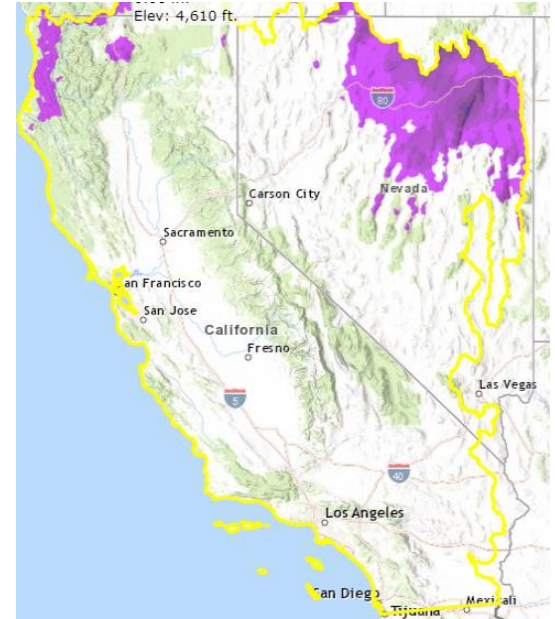 Elev: 4,610 ft.
80
Nevada
Carson City
Sacramento
an Francisco
San Jose
California
Fresno
Las Vegas
5
40
Los Angeles
San Diego
Mexicali
Tijuana